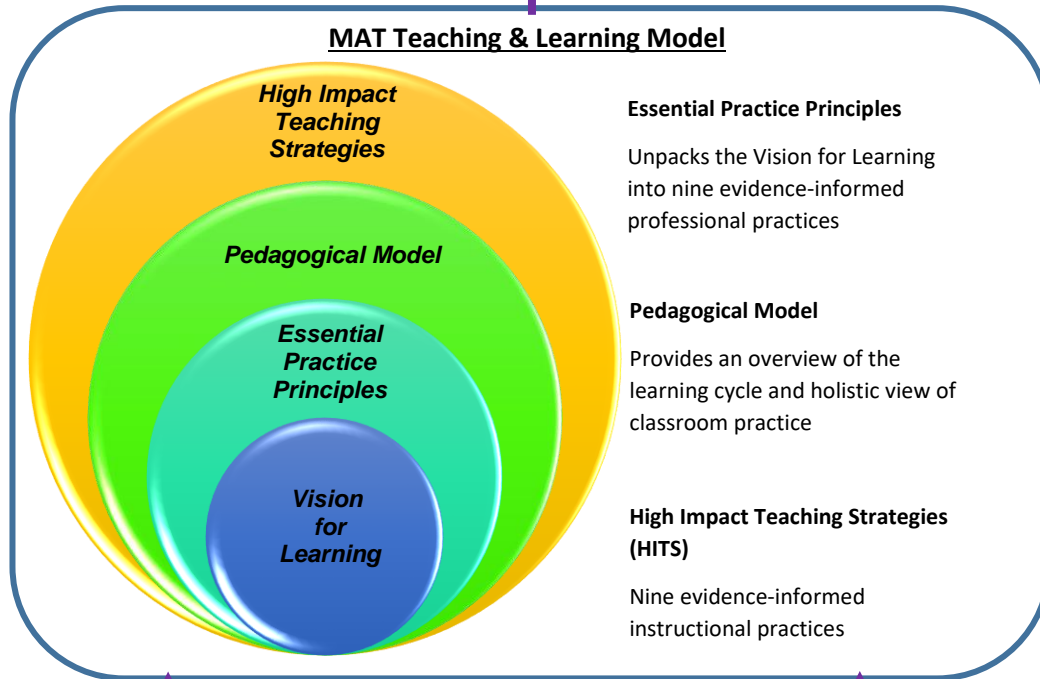 MAT Teaching & Learning Model
High Impact
Teaching
Strategies
Pedagogical Model
Essential
Practice
Principles
Vision
for
Learning
Essential Practice Principles
Unpacks the Vision for Learning
into nine evidence-informed
professional practices
Pedagogical Model
Provides an overview of the
learning cycle and holistic view of
classroom practice
High Impact Teaching Strategies
(HITS)
Nine evidence-informed
instructional practices